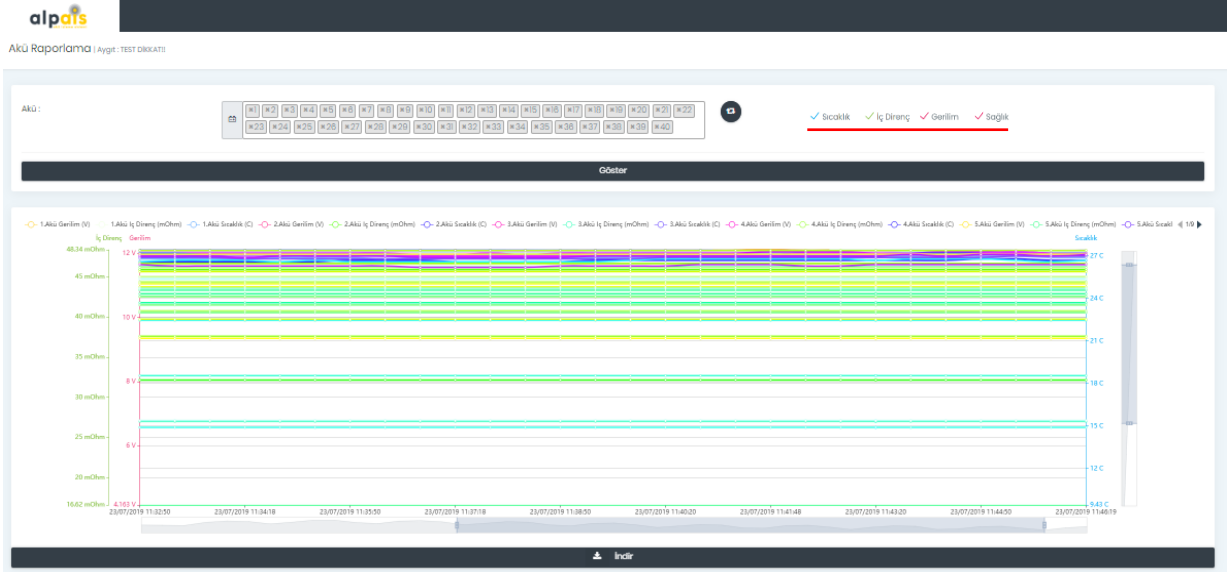 alpais
Akü Raporlama | Aygıt : TEST DİKKAT!!
Akü :
×1 ×2 ×3 ×4 ×5 ×6 ×7 ×8 ×9 ×10 ×11 ×12 ×13 ×14 ×15 ×16 ×17 ×18 ×19 ×20 ×21 ×22
×23 ×24 ×25 ×26 ×27 ×28 ×29 ×30 ×31 ×32 ×33 ×34 ×35 ×36 ×37 ×38 ×39 ×40
Sıcaklık İç Direnç Gerilim Sağlık
Göster
1.Akü Gerilim (V) 1.Akü İç Direnç (mOhm) 1.Akü Sıcaklık (C) 2.Akü Gerilim (V) 2.Akü İç Direnç (mOhm) 2.Akü Sıcaklık (C) 3.Akü Gerilim (V) 3.Akü İç Direnç (mOhm) 3.Akü Sıcaklık (C) 4.Akü Gerilim (V) 4.Akü İç Direnç (mOhm) 4.Akü Sıcaklık (C) 5.Akü Gerilim (V) 5.Akü İç Direnç (mOhm) 5.Akü Sıcakl 1/9
İç Direnç Gerilim Sıcaklık
48.34 mOhm
12 V
27 C
45 mOhm
24 C
40 mOhm
10 V
21 C
35 mOhm
8 V
18 C
30 mOhm
15 C
25 mOhm
6 V
12 C
20 mOhm
16.62 mOhm
4.163 V
9.43 C
23/07/2019 11:32:50 23/07/2019 11:34:18 23/07/2019 11:35:50 23/07/2019 11:37:18 23/07/2019 11:38:50 23/07/2019 11:40:20 23/07/2019 11:41:48 23/07/2019 11:43:20 23/07/2019 11:44:50 23/07/2019 11:46:19
İndir